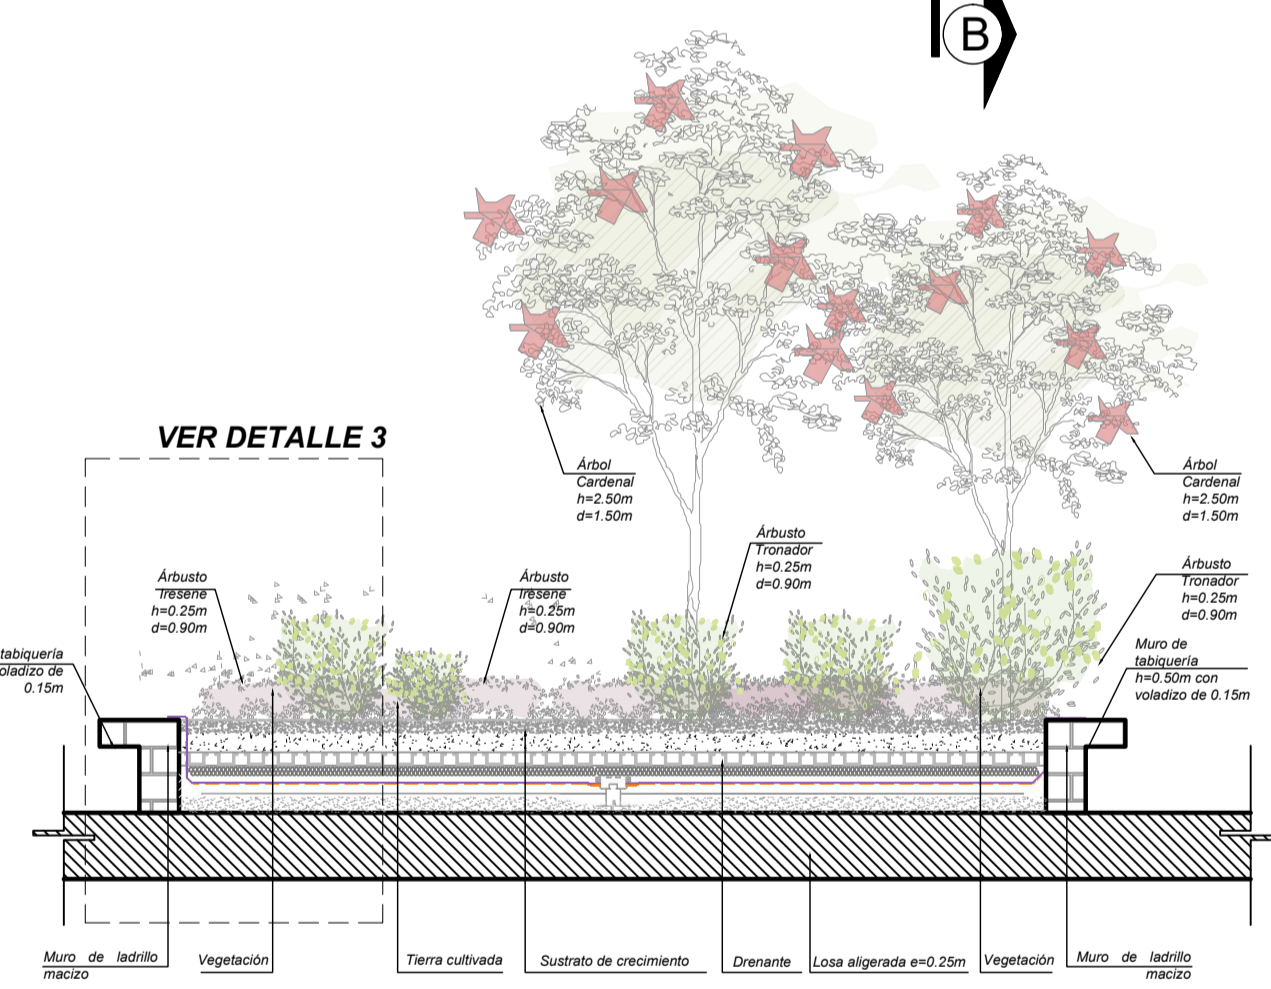 B
VER DETALLE 3
Árbol
Cardenal
h=2.50m
d=1.50m
Árbol
Cardenal
h=2.50m
d=1.50m
Árbusto
Tronador
h=0.25m
d=0.90m
Árbusto
Tronador
h=0.25m
d=0.90m
Árbusto
Iresene
h=0.25m
d=0.90m
Árbusto
Iresene
h=0.25m
d=0.90m
tabiquería
oladizo de
0.15m
Muro de
tabiquería
h=0.50m con
voladizo de 0.15m
Muro de ladrillo
macizo
Vegetación
Tierra cultivada
Sustrato de crecimiento
Drenante
Losa aligerada e=0.25m
Vegetación
Muro de ladrillo
macizo